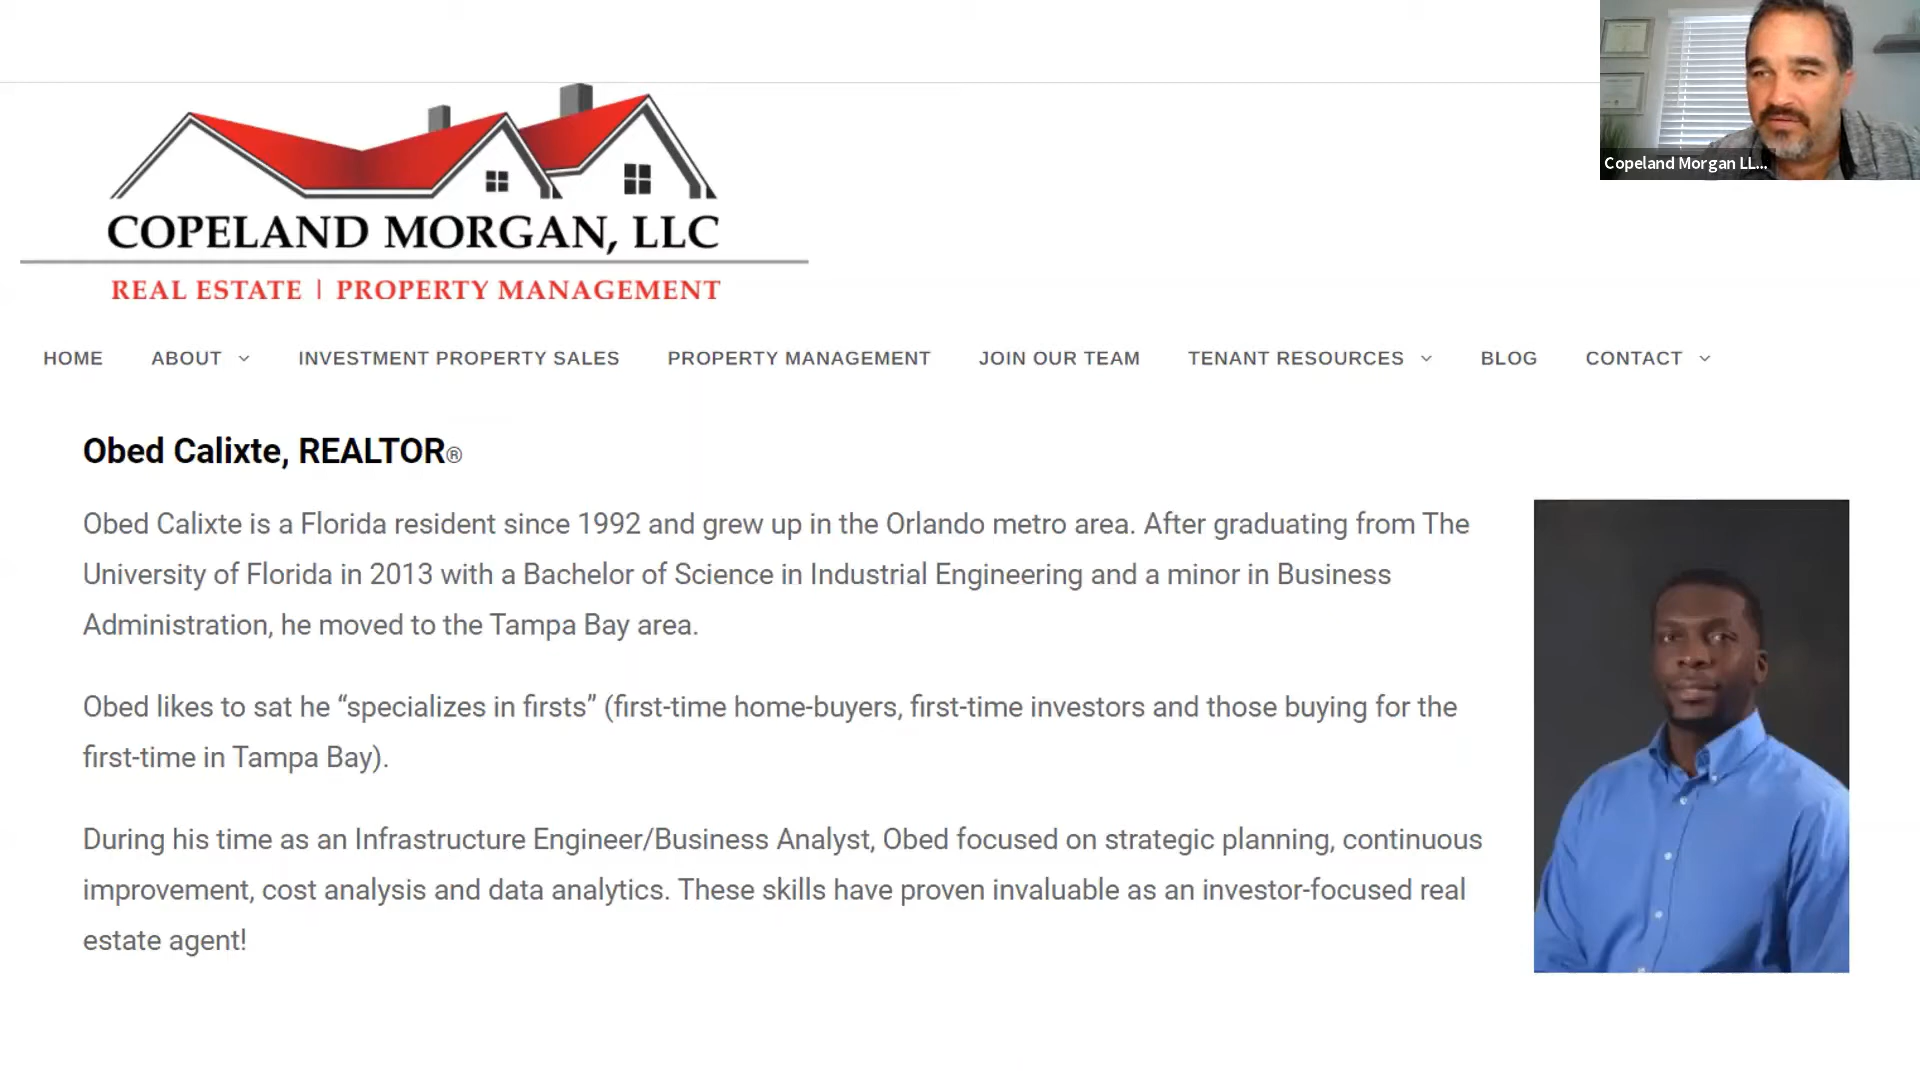 Copeland Morgan LL...
COPELAND MORGAN, LLC
REAL ESTATE | PROPERTY MANAGEMENT
HOME ABOUT INVESTMENT PROPERTY SALES PROPERTY MANAGEMENT JOIN OUR TEAM TENANT RESOURCES BLOG CONTACT
Obed Calixte, REALTOR®
Obed Calixte is a Florida resident since 1992 and grew up in the Orlando metro area. After graduating from The
University of Florida in 2013 with a Bachelor of Science in Industrial Engineering and a minor in Business
Administration, he moved to the Tampa Bay area.
Obed likes to sat he “specializes in firsts” (first-time home-buyers, first-time investors and those buying for the
first-time in Tampa Bay).
During his time as an Infrastructure Engineer/Business Analyst, Obed focused on strategic planning, continuous
improvement, cost analysis and data analytics. These skills have proven invaluable as an investor-focused real
estate agent!